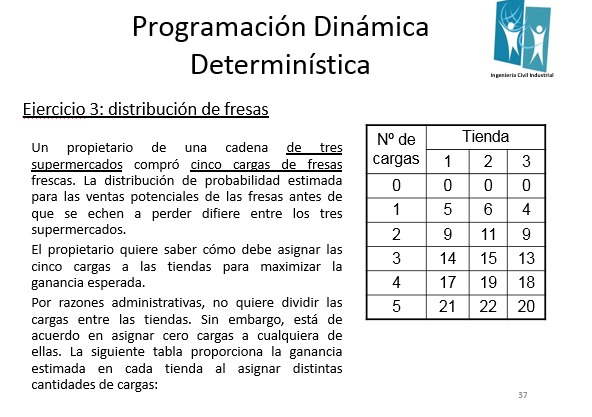 Programación Dinámica
Determinística
Ingeniería Civil Industrial
Ejercicio 3: distribución de fresas
Un propietario de una cadena de tres
supermercados compró cinco cargas de fresas
frescas. La distribución de probabilidad estimada
para las ventas potenciales de las fresas antes de
que se echen a perder difiere entre los tres
supermercados.
El propietario quiere saber cómo debe asignar las
cinco cargas a las tiendas para maximizar la
ganancia esperada.
Por razones administrativas, no quiere dividir las
cargas entre las tiendas. Sin embargo, está de
acuerdo en asignar cero cargas a cualquiera de
ellas. La siguiente tabla proporciona la ganancia
estimada en cada tienda al asignar distintas
cantidades de cargas:
Nº de cargas Tienda
1 2 3
0 0 0 0
1 5 6 4
2 9 11 9
3 14 15 13
4 17 19 18
5 21 22 20
37